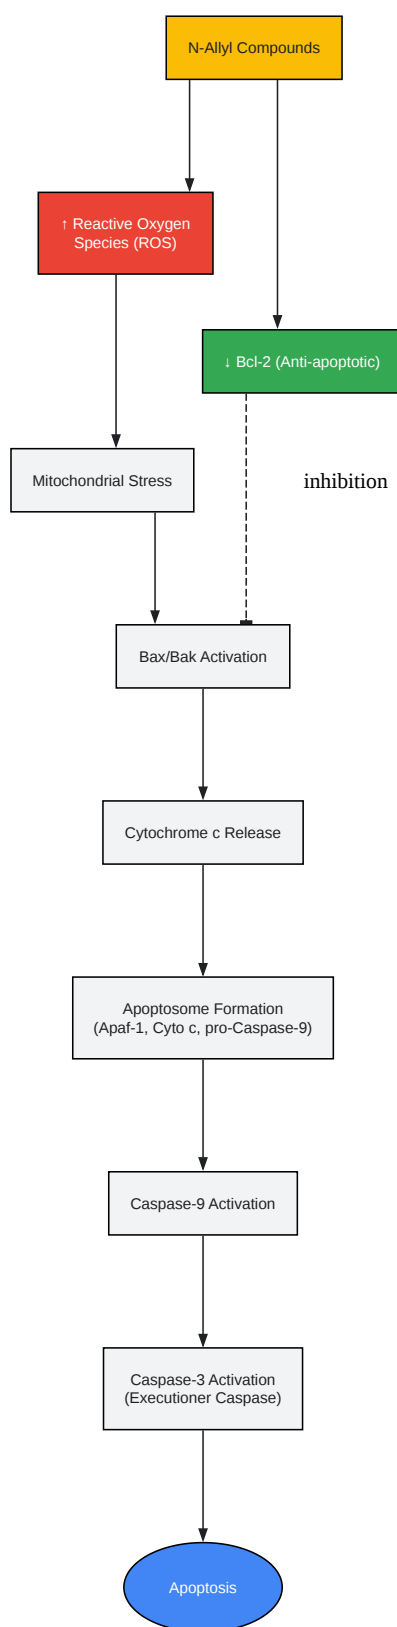 N-Allyl Compounds
↑ Reactive Oxygen
Species (ROS)
↓ Bcl-2 (Anti-apoptotic)
Mitochondrial Stress
inhibition
Bax/Bak Activation
Cytochrome c Release
Apoptosome Formation
(Apaf-1, Cyto c, pro-Caspase-9)
Caspase-9 Activation
Caspase-3 Activation
(Executioner Caspase)
Apoptosis